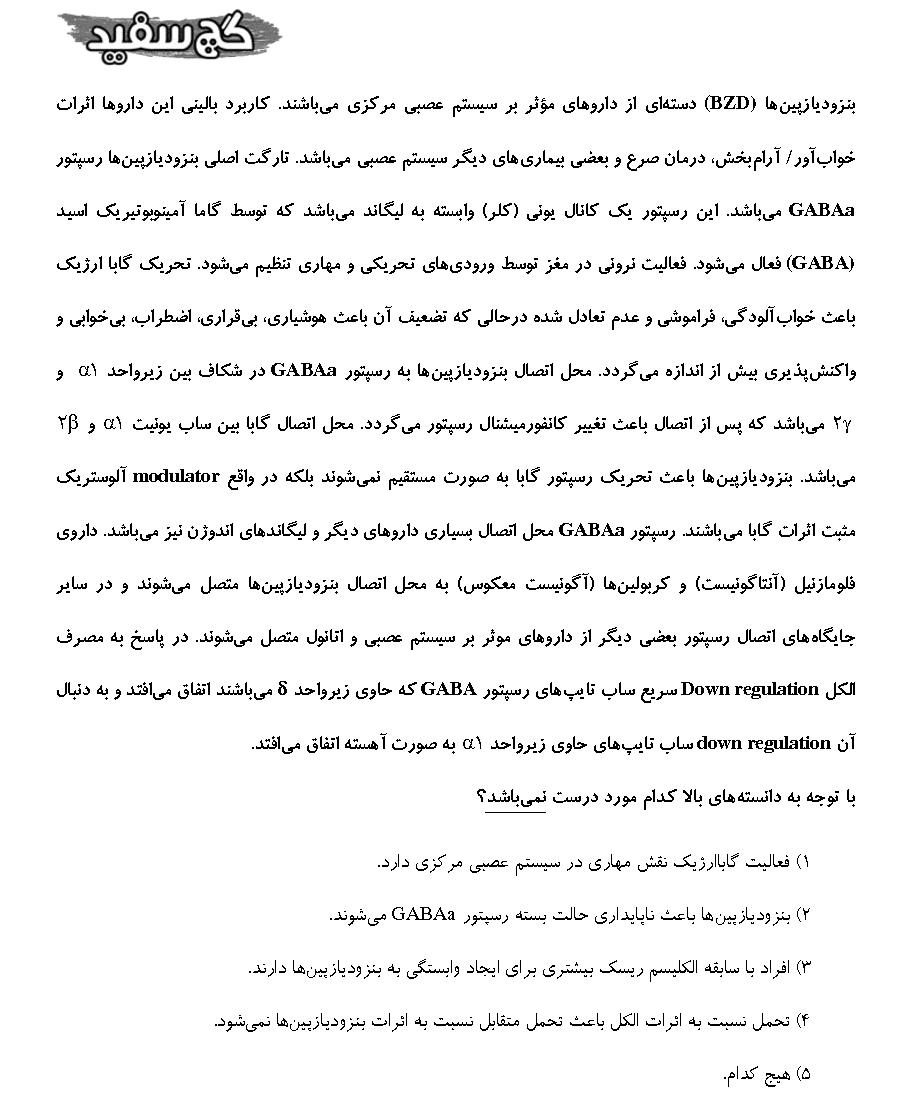 گچ سفید
بنزودیازپین‌ها (BZD) دسته‌ای از داروهای مؤثر بر سیستم عصبی مرکزی می‌باشند. کاربرد بالینی این داروها اثرات
خواب‌آور/ آرام‌بخش، درمان صرع و بعضی بیماری‌های دیگر سیستم عصبی می‌باشد. تارگت اصلی بنزودیازپین‌ها رسپتور
GABAa می‌باشد. این رسپتور یک کانال یونی (کلر) وابسته به لیگاند می‌باشد که توسط گاما آمینوبوتیریک اسید
(GABA) فعال می‌شود. فعالیت نرونی در مغز توسط ورودی‌های تحریکی و مهاری تنظیم می‌شود. تحریک گابا ارژیک
باعث خواب‌آلودگی، فراموشی و عدم تعادل شده درحالی که تضعیف آن باعث هوشیاری، بی‌قراری، اضطراب، بی‌خوابی و
واکنش‌پذیری بیش از اندازه می‌گردد. محل اتصال بنزودیازپین‌ها به رسپتور GABAa در شکاف بین زیرواحد α۱ و
۲γ می‌باشد که پس از اتصال باعث تغییر کانفورمیشنال رسپتور می‌گردد. محل اتصال گابا بین ساب یونیت α۱ و ۲β
می‌باشد. بنزودیازپین‌ها باعث تحریک رسپتور گابا به صورت مستقیم نمی‌شوند بلکه در واقع modulator آلوستریک
مثبت اثرات گابا می‌باشند. رسپتور GABAa محل اتصال بسیاری داروهای دیگر و لیگاندهای اندوژن نیز می‌باشد. داروی
فلومازنیل (آنتاگونیست) و کربولین‌ها (آگونیست معکوس) به محل اتصال بنزودیازپین‌ها متصل می‌شوند و در سایر
جایگاه‌های اتصال رسپتور بعضی دیگر از داروهای موثر بر سیستم عصبی و اتانول متصل می‌شوند. در پاسخ به مصرف
الکل Down regulation سریع ساب تایپ‌های رسپتور GABA که حاوی زیرواحد δ می‌باشند اتفاق می‌افتد و به دنبال
آن down regulation ساب تایپ‌های حاوی زیرواحد α۱ به صورت آهسته اتفاق می‌افتد.
با توجه به دانسته‌های بالا کدام مورد درست نمی‌باشد؟
۱) فعالیت گاباارژیک نقش مهاری در سیستم عصبی مرکزی دارد.
۲) بنزودیازپین‌ها باعث ناپایداری حالت بسته رسپتور GABAa می‌شوند.
۳) افراد با سابقه الکلیسم ریسک بیشتری برای ایجاد وابستگی به بنزودیازپین‌ها دارند.
۴) تحمل نسبت به اثرات الکل باعث تحمل متقابل نسبت به اثرات بنزودیازپین‌ها نمی‌شود.
۵) هیچ کدام.